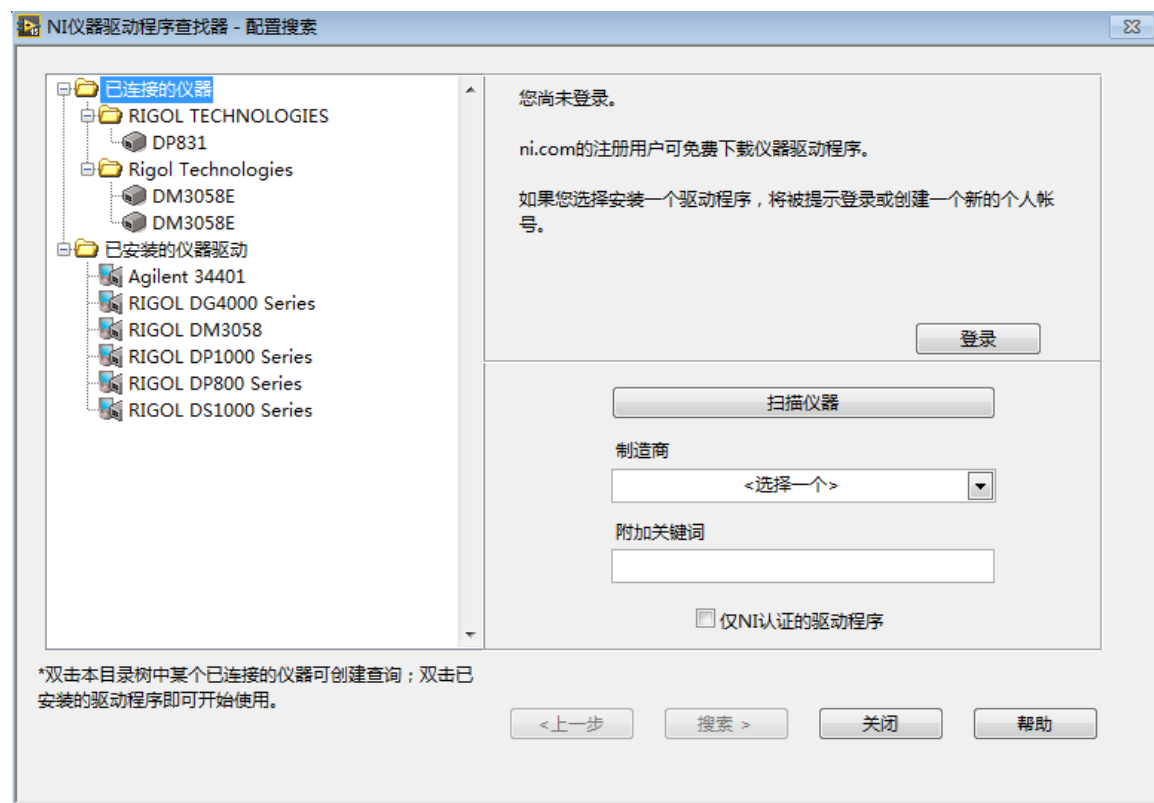 NI仪器驱动程序查找器 - 配置搜索
已连接的仪器
RIGOL TECHNOLOGIES
DP831
Rigol Technologies
DM3058E
DM3058E
已安装的仪器驱动
Agilent 34401
RIGOL DG4000 Series
RIGOL DM3058
RIGOL DP1000 Series
RIGOL DP800 Series
RIGOL DS1000 Series
*双击本目录树中某个已连接的仪器可创建查询；双击已
安装的驱动程序即可开始使用。
您尚未登录。
ni.com的注册用户可免费下载仪器驱动程序。
如果您选择安装一个驱动程序，将被提示登录或创建一个新的个人帐
号。
登录
扫描仪器
制造商
<选择一个>
附加关键词
仅NI认证的驱动程序
<上一步
搜索 >
关闭
帮助